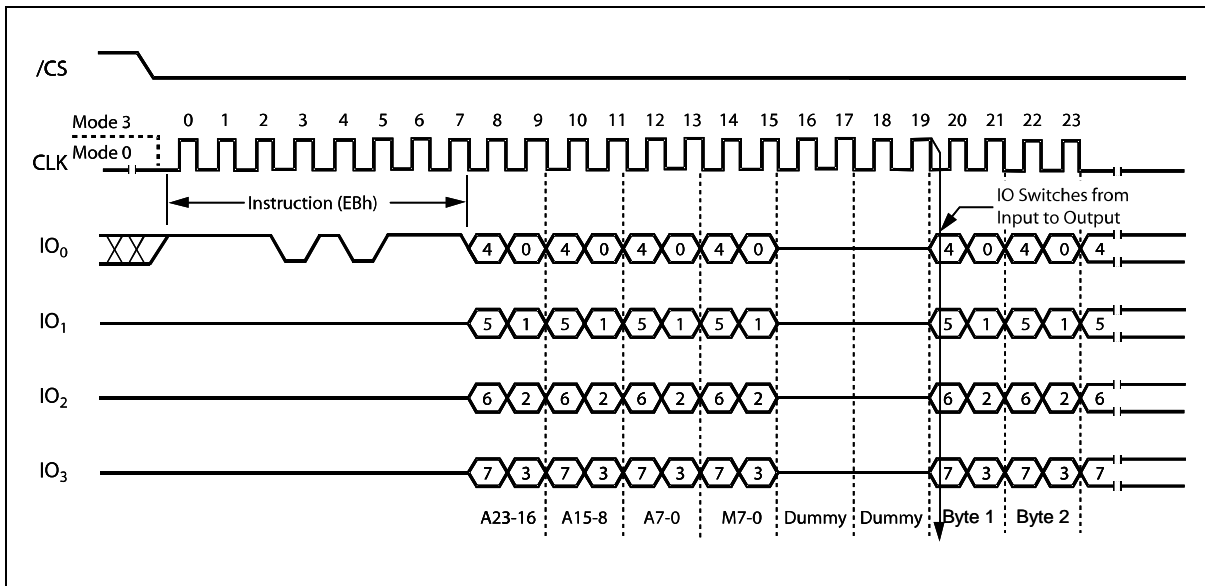 /CS
Mode 3
0 1 2 3 4 5 6 7 8 9 10 11 12 13 14 15 16 17 18 19 20 21 22 23
CLK
Mode 0
Instruction (EBh)
IO Switches from
Input to Output
IO0
4 0 4 0 4 0 4 0 4 0 4 0 4
IO1
5 1 5 1 5 1 5 1 5 1 5 1 5
IO2
6 2 6 2 6 2 6 2 6 2 6 2 6
IO3
7 3 7 3 7 3 7 3 7 3 7 3 7
A23-16 A15-8 A7-0 M7-0 Dummy Dummy Byte 1 Byte 2